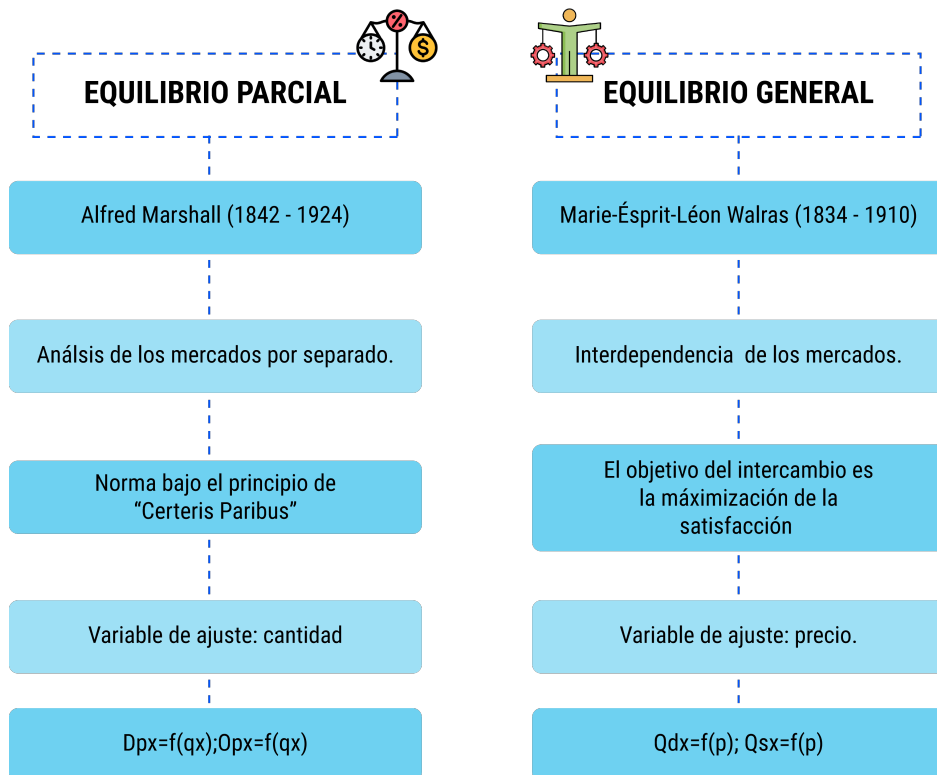 EQUILIBRIO PARCIAL
Alfred Marshall (1842 - 1924)
Análsis de los mercados por separado.
Norma bajo el principio de
“Certeris Paribus”
Variable de ajuste: cantidad
Dpx=f(qx);Opx=f(qx)
EQUILIBRIO GENERAL
Marie-Ésprit-Léon Walras (1834 - 1910)
Interdependencia  de los mercados.
El objetivo del intercambio es
la máximización de la
satisfacción
Variable de ajuste: precio.
Qdx=f(p); Qsx=f(p)